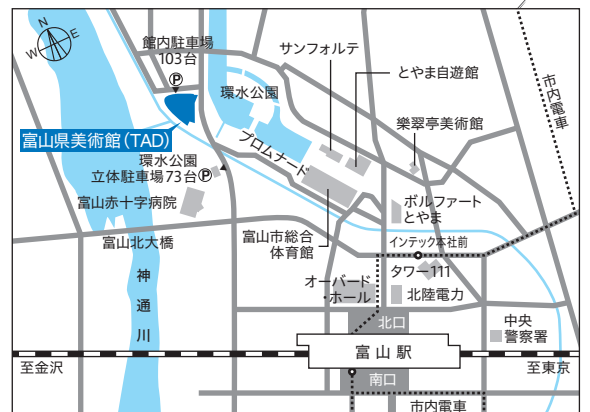 N
W
E
館内駐車場
103台
P
サンフォルテ
環水公園
とやま自遊館
市内電車
樂翠亭美術館
富山県美術館(TAD)
プロムナード
環水公園
立体駐車場73台
P
富山赤十字病院
ボルファート
とやま
富山北大橋
富山市総合
体育館
インテック本社前
タワー111
オーバード
・ホール
北陸電力
神通川
北口
中央
警察署
富山駅
至金沢
至東京
南口
市内電車